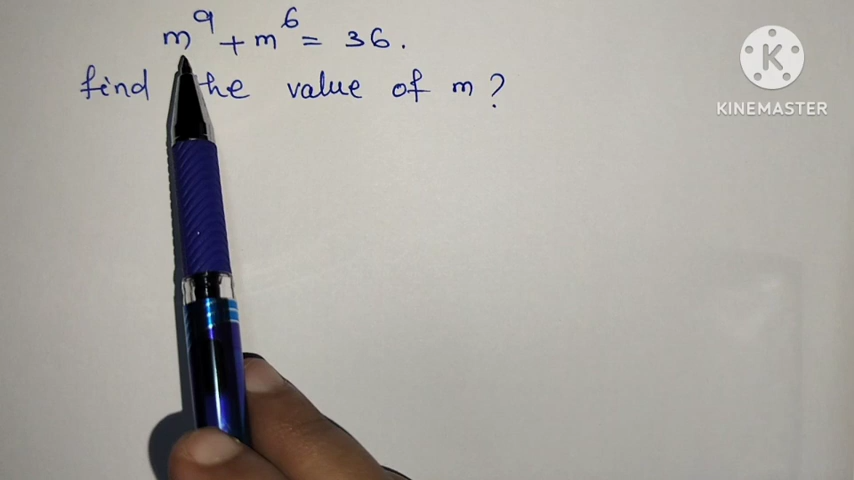 m⁹ + m⁶ = 36.
find the value of m?
KINEMASTER